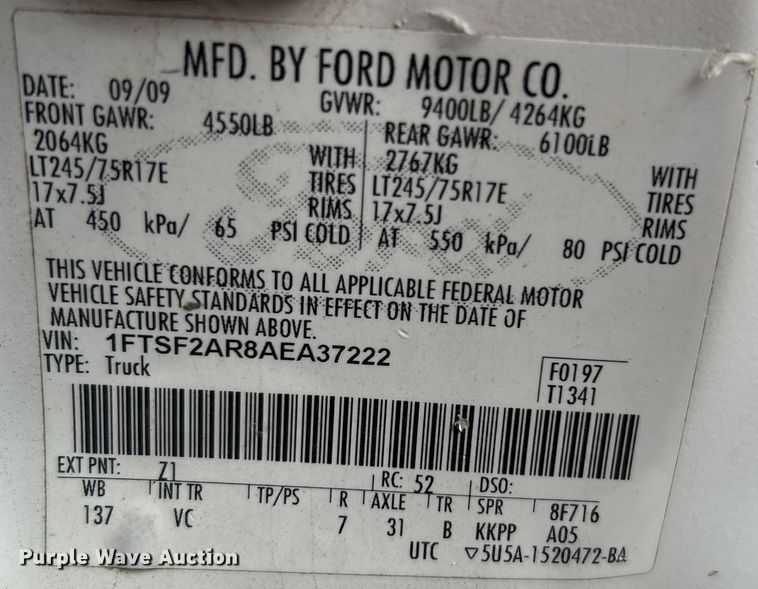 MFD. BY FORD MOTOR CO.
DATE: 09/09 GVWR: 9400LB/ 4264KG
FRONT GAWR: 4550LB REAR GAWR: 6100LB
2064KG WITH 2767KG WITH
LT245/75R17E TIRES LT245/75R17E TIRES
17x7.5J RIMS 17x7.5J RIMS
AT 450 kPa/ 65 PSI COLD AT 550 kPa/ 80 PSI COLD
THIS VEHICLE CONFORMS TO ALL APPLICABLE FEDERAL MOTOR
VEHICLE SAFETY STANDARDS IN EFFECT ON THE DATE OF
MANUFACTURE SHOWN ABOVE.
VIN: 1FTSF2AR8AEA37222
TYPE: Truck
F0197
T1341
EXT PNT: Z1 RC: 52 DSO:
WB INT TR TP/PS R AXLE TR SPR 8F716
137 VC 7 31 B KKPP A05
UTC ▽5U5A-1520472-BA
Purple Wave Auction